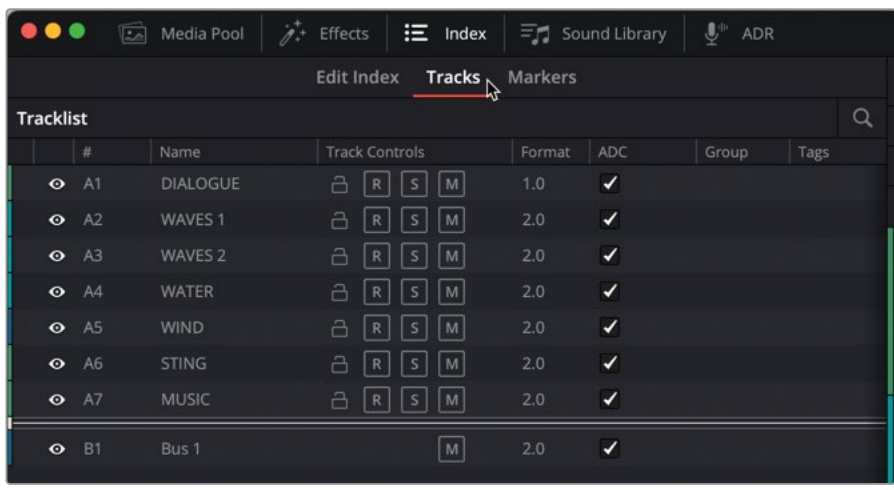 Media Pool Effects Index Sound Library ADR
Edit Index Tracks Markers
Tracklist
# Name Track Controls Format ADC Group Tags
A1 DIALOGUE R S M 1.0
A2 WAVES 1 R S M 2.0
A3 WAVES 2 R S M 2.0
A4 WATER R S M 2.0
A5 WIND R S M 2.0
A6 STING R S M 2.0
A7 MUSIC R S M 2.0
B1 Bus 1 M 2.0